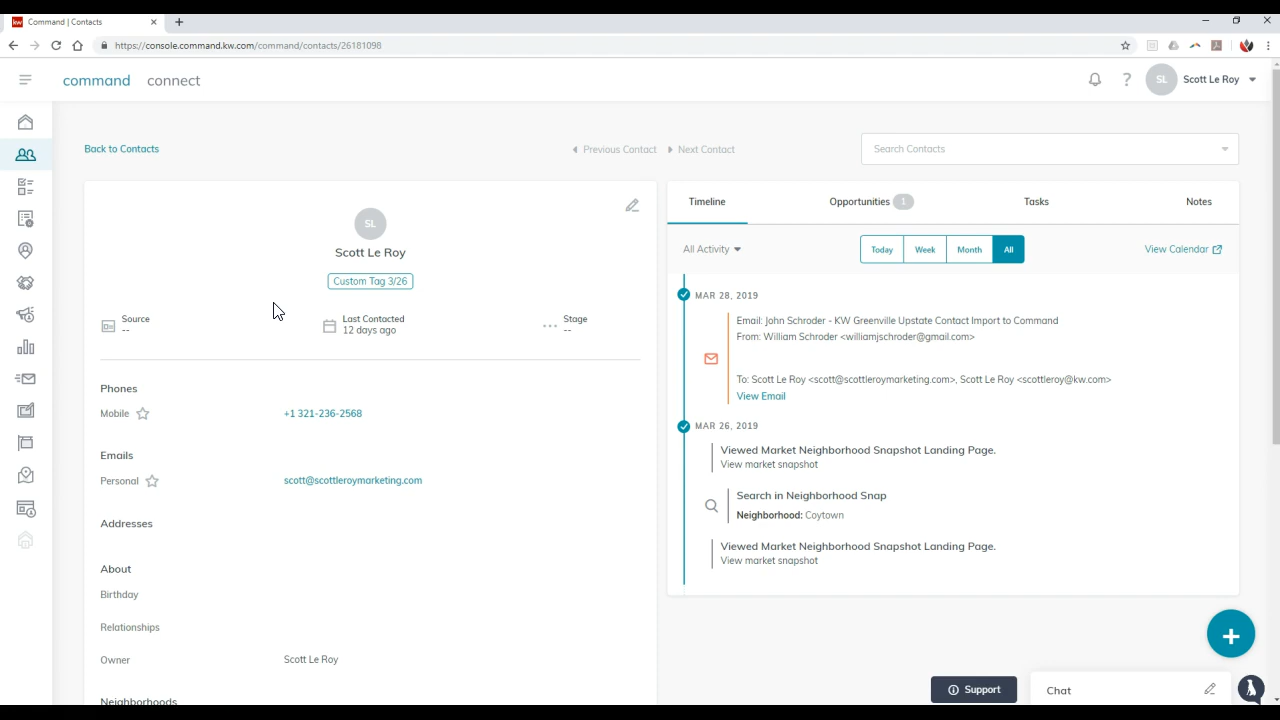 kw Command | Contacts
https://console.command.kw.com/command/contacts/26181098
command connect
? SL Scott Le Roy
Back to Contacts
Previous Contact Next Contact
Search Contacts
SL
Scott Le Roy
Custom Tag 3/26
Source
--
Last Contacted
12 days ago
Stage
--
Phones
Mobile +1 321-236-2568
Emails
Personal scott@scottleroymarketing.com
Addresses
About
Birthday
Relationships
Owner Scott Le Roy
Neighborhoods
Timeline Opportunities 1 Tasks Notes
All Activity Today Week Month All View Calendar
MAR 28, 2019
Email: John Schroder - KW Greenville Upstate Contact Import to Command
From: William Schroder <williamjschroder@gmail.com>
To: Scott Le Roy <scott@scottleroymarketing.com>, Scott Le Roy <scottleroy@kw.com>
View Email
MAR 26, 2019
Viewed Market Neighborhood Snapshot Landing Page.
View market snapshot
Search in Neighborhood Snap
Neighborhood: Coytown
Viewed Market Neighborhood Snapshot Landing Page.
View market snapshot
+
Support
Chat